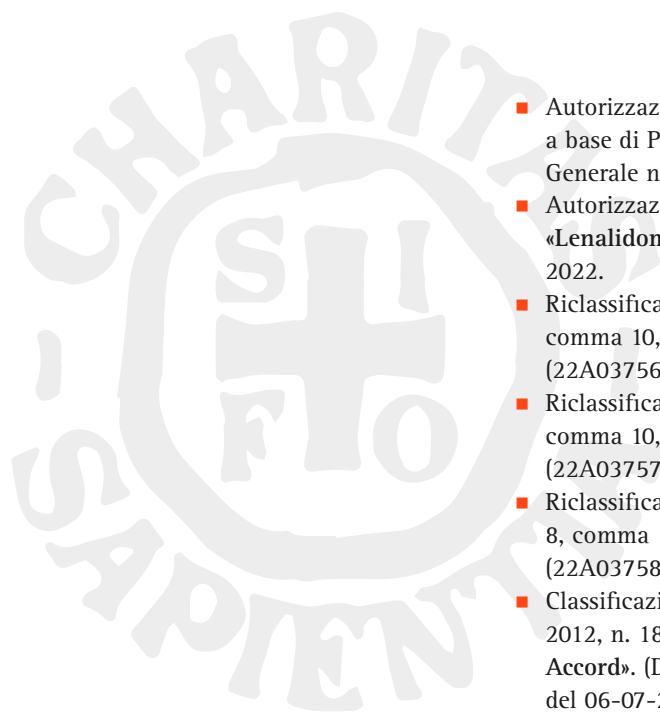 CHARITAS
- SAPIENTI
S I
F O
Autorizzaz
a base di P
Generale n
Autorizzaz
«Lenalidon
2022.
Riclassifica
comma 10,
(22A03756
Riclassifica
comma 10,
(22A03757
Riclassifica
8, comma
(22A03758
Classificazi
2012, n. 18
Accord». (D
del 06-07-2